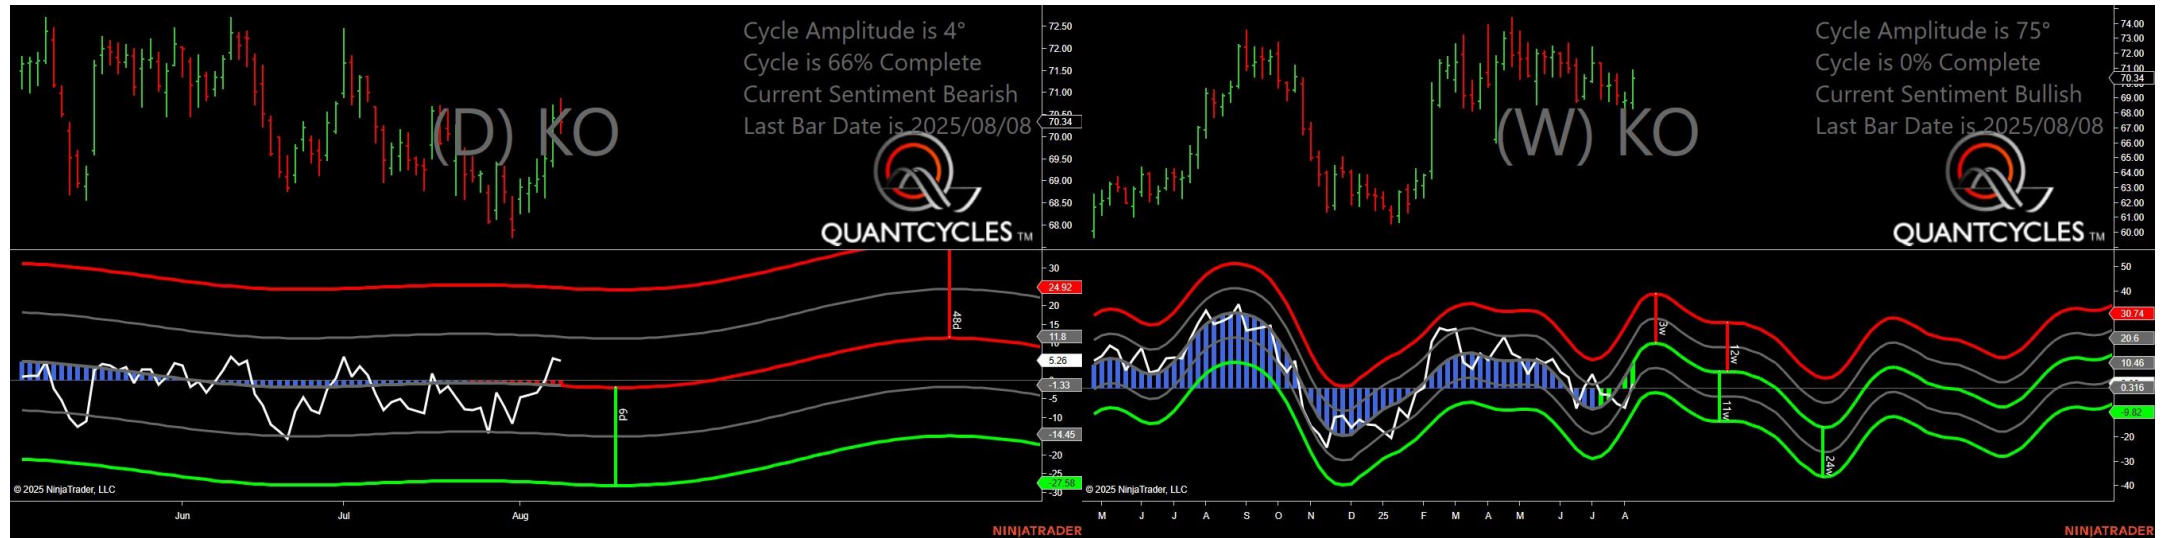 Cycle Amplitude is 4°
Cycle is 66% Complete
Current Sentiment Bearish
Last Bar Date is 2025/08/08
(D) KO
QUANTCYCLES TM
72.50
72.00
71.50
71.00
70.50
70.34
70.00
69.50
69.00
68.50
68.00
30
24.92
20
15
11.8
10
5.26
-1.33
-5
-10
-14.45
-20
-25
-27.58
-30
48d
6d
© 2025 NinjaTrader, LLC
Jun Jul Aug
NINJATRADER
Cycle Amplitude is 75°
Cycle is 0% Complete
Current Sentiment Bullish
Last Bar Date is 2025/08/08
(W) KO
QUANTCYCLES TM
74.00
73.00
72.00
71.00
70.34
69.00
68.00
67.00
66.00
65.00
64.00
63.00
62.00
61.00
60.00
50
40
30.74
20.6
10.46
0.316
-9.82
-20
-30
-40
3w
12w
11w
24w
© 2025 NinjaTrader, LLC
M J J A S O N D 25 F M A M J J A
NINJATRADER